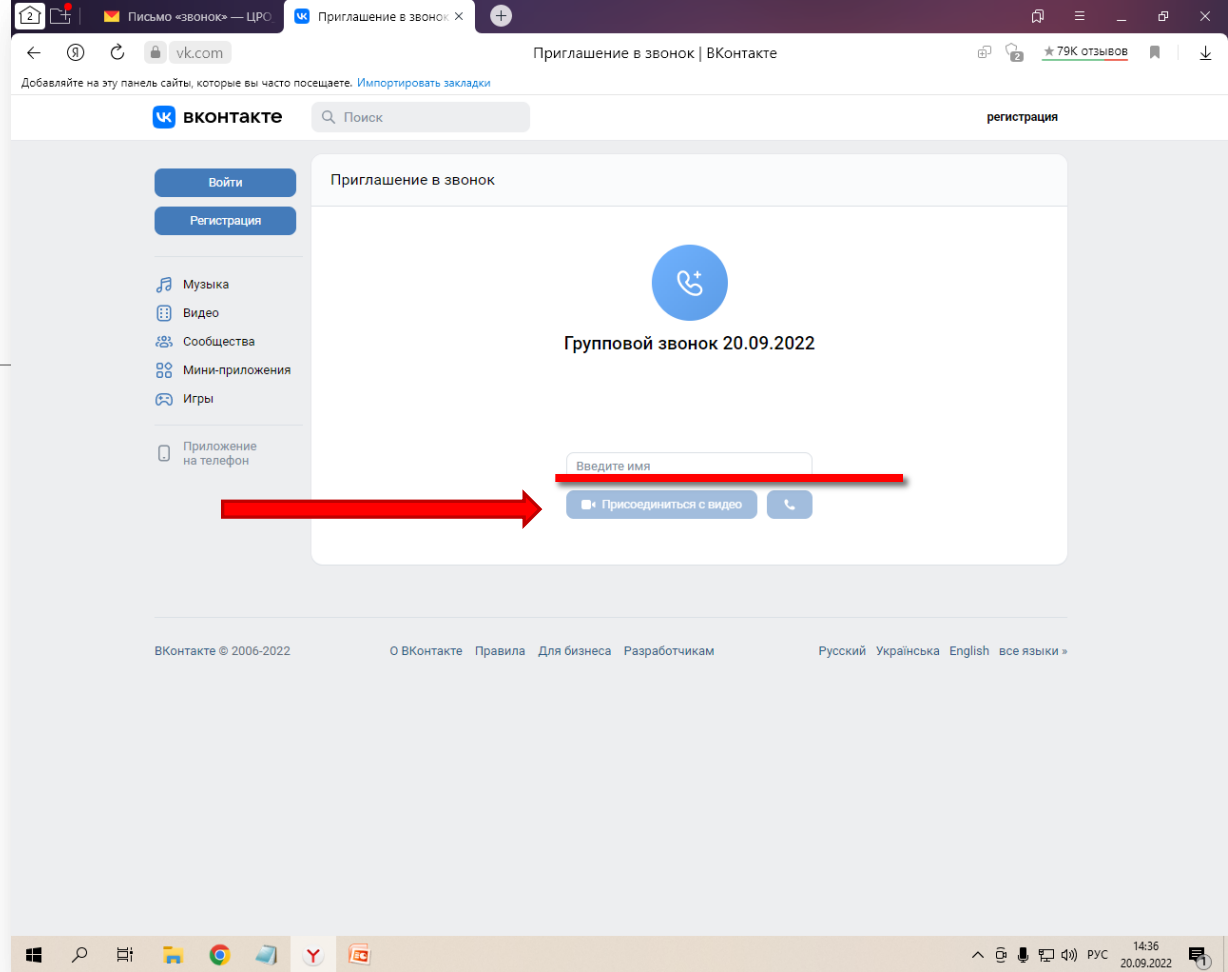 2
Письмо «звонок» — ЦРО
Приглашение в звонок
vk.com
Приглашение в звонок | ВКонтакте
2
★ 79K отзывов
Добавляйте на эту панель сайты, которые вы часто посещаете. Импортировать закладки
ВКОНТАКТЕ
Поиск
регистрация
Войти
Регистрация
Музыка
Видео
Сообщества
Мини-приложения
Игры
Приложение
на телефон
Приглашение в звонок
Групповой звонок 20.09.2022
Введите имя
Присоединиться с видео
ВКонтакте © 2006-2022
О ВКонтакте Правила Для бизнеса Разработчикам
Русский Українська English все языки »
РУС
14:36
20.09.2022
1